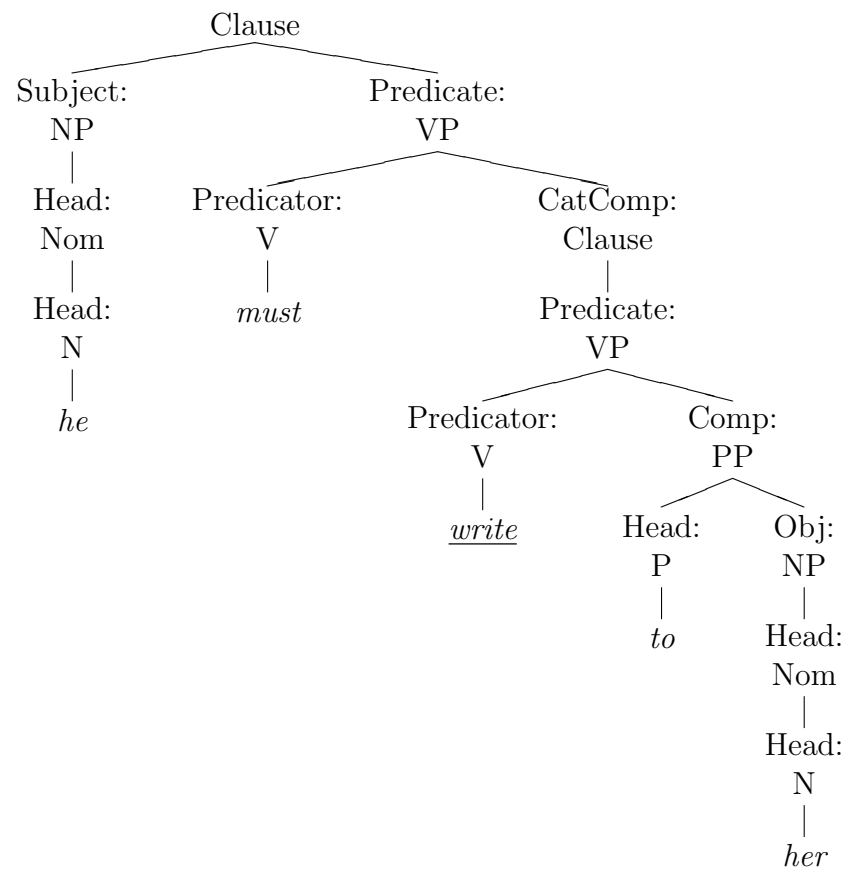 Clause
Subject: Predicate:
NP VP
Head: Predicator: CatComp:
Nom V Clause
Head: must Predicate:
N VP
he Predicator: Comp:
V PP
write Head: Obj:
P NP
to Head:
Nom
Head:
N
her